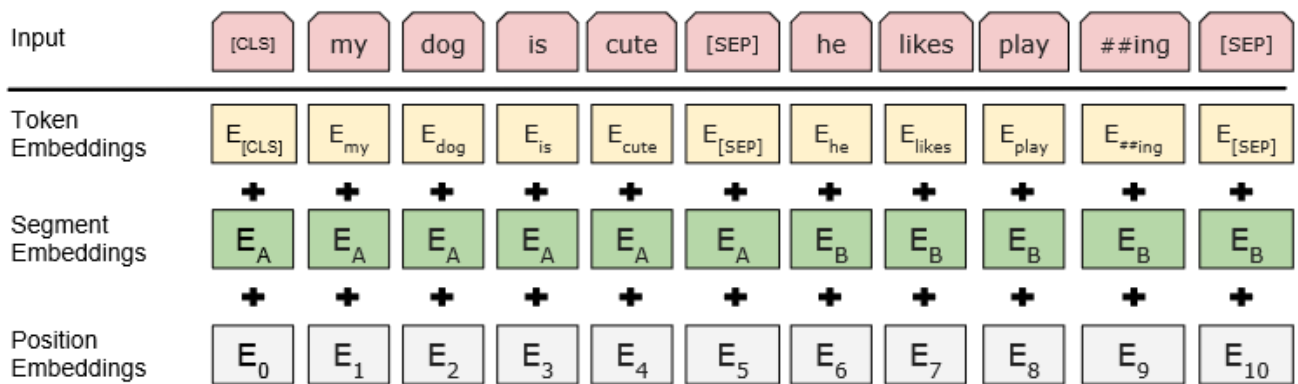 Input [CLS] my dog is cute [SEP] he likes play ##ing [SEP]
Token
Embeddings
E[CLS] Emy Edog Eis Ecute E[SEP] Ehe Elikes Eplay E##ing E[SEP]
+ + + + + + + + + + +
Segment
Embeddings
EA EA EA EA EA EA EB EB EB EB EB
+ + + + + + + + + + +
Position
Embeddings
E0 E1 E2 E3 E4 E5 E6 E7 E8 E9 E10